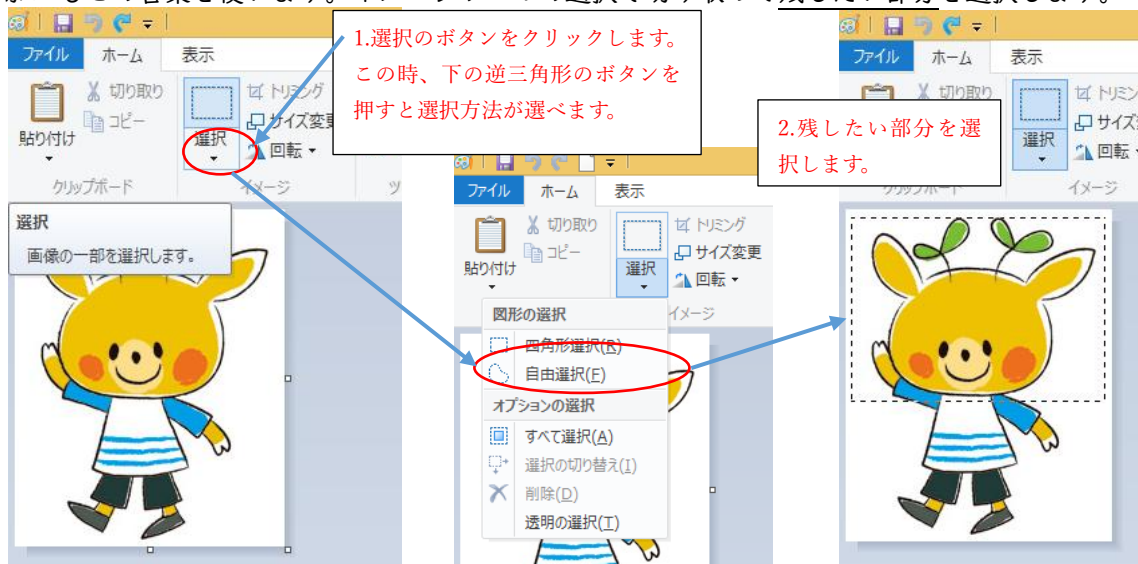 ファイル ホーム 表示
貼り付け
切り取り
コピー
クリップボード
選択
トリミング
サイズ変
回転
イメージ
選択
画像の一部を選択します。
1.選択のボタンをクリックします。
この時、下の逆三角形のボタンを
押すと選択方法が選べます。
ファイル ホーム 表示
貼り付け
切り取り
コピー
選択
トリミング
サイズ変更
回転
イメージ
図形の選択
四角形選択(R)
自由選択(F)
オプションの選択
すべて選択(A)
選択の切り替え(I)
削除(D)
透明の選択(T)
2.残したい部分を選
択します。
ファイル ホーム 表示
切り取り
選択
トリミン
サイズ
回転
イメージ